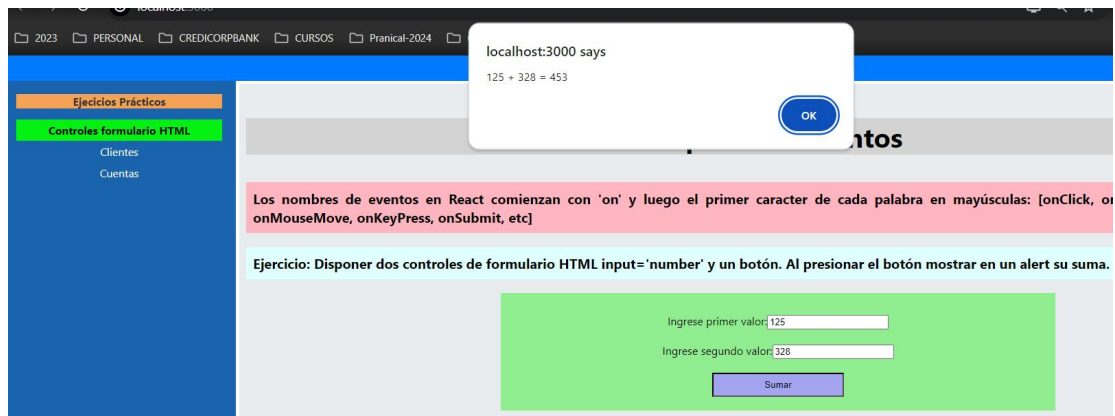 localhost:3000
2023 PERSONAL CREDICORPBANK CURSOS Pranical-2024
localhost:3000 says
125 + 328 = 453
OK
Ejecicios Prácticos
Controles formulario HTML
Clientes
Cuentas
Los nombres de eventos en React comienzan con 'on' y luego el primer caracter de cada palabra en mayúsculas: [onClick,
onMouseMove, onKeyPress, onSubmit, etc]
Ejercicio: Disponer dos controles de formulario HTML input='number' y un botón. Al presionar el botón mostrar en un alert su suma.
Ingrese primer valor: 125
Ingrese segundo valor: 328
Sumar